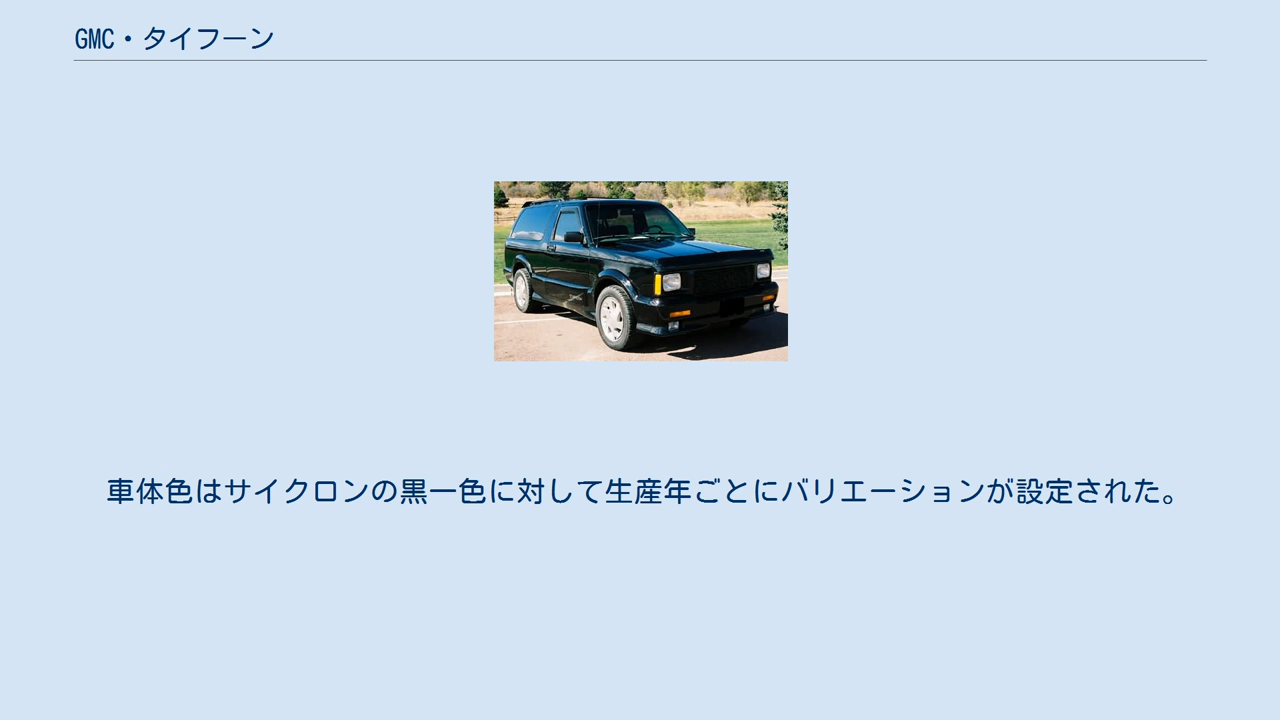 GMC・タイフーン
車体色はサイクロンの黒一色に対して生産年ごとにバリエーションが設定された。